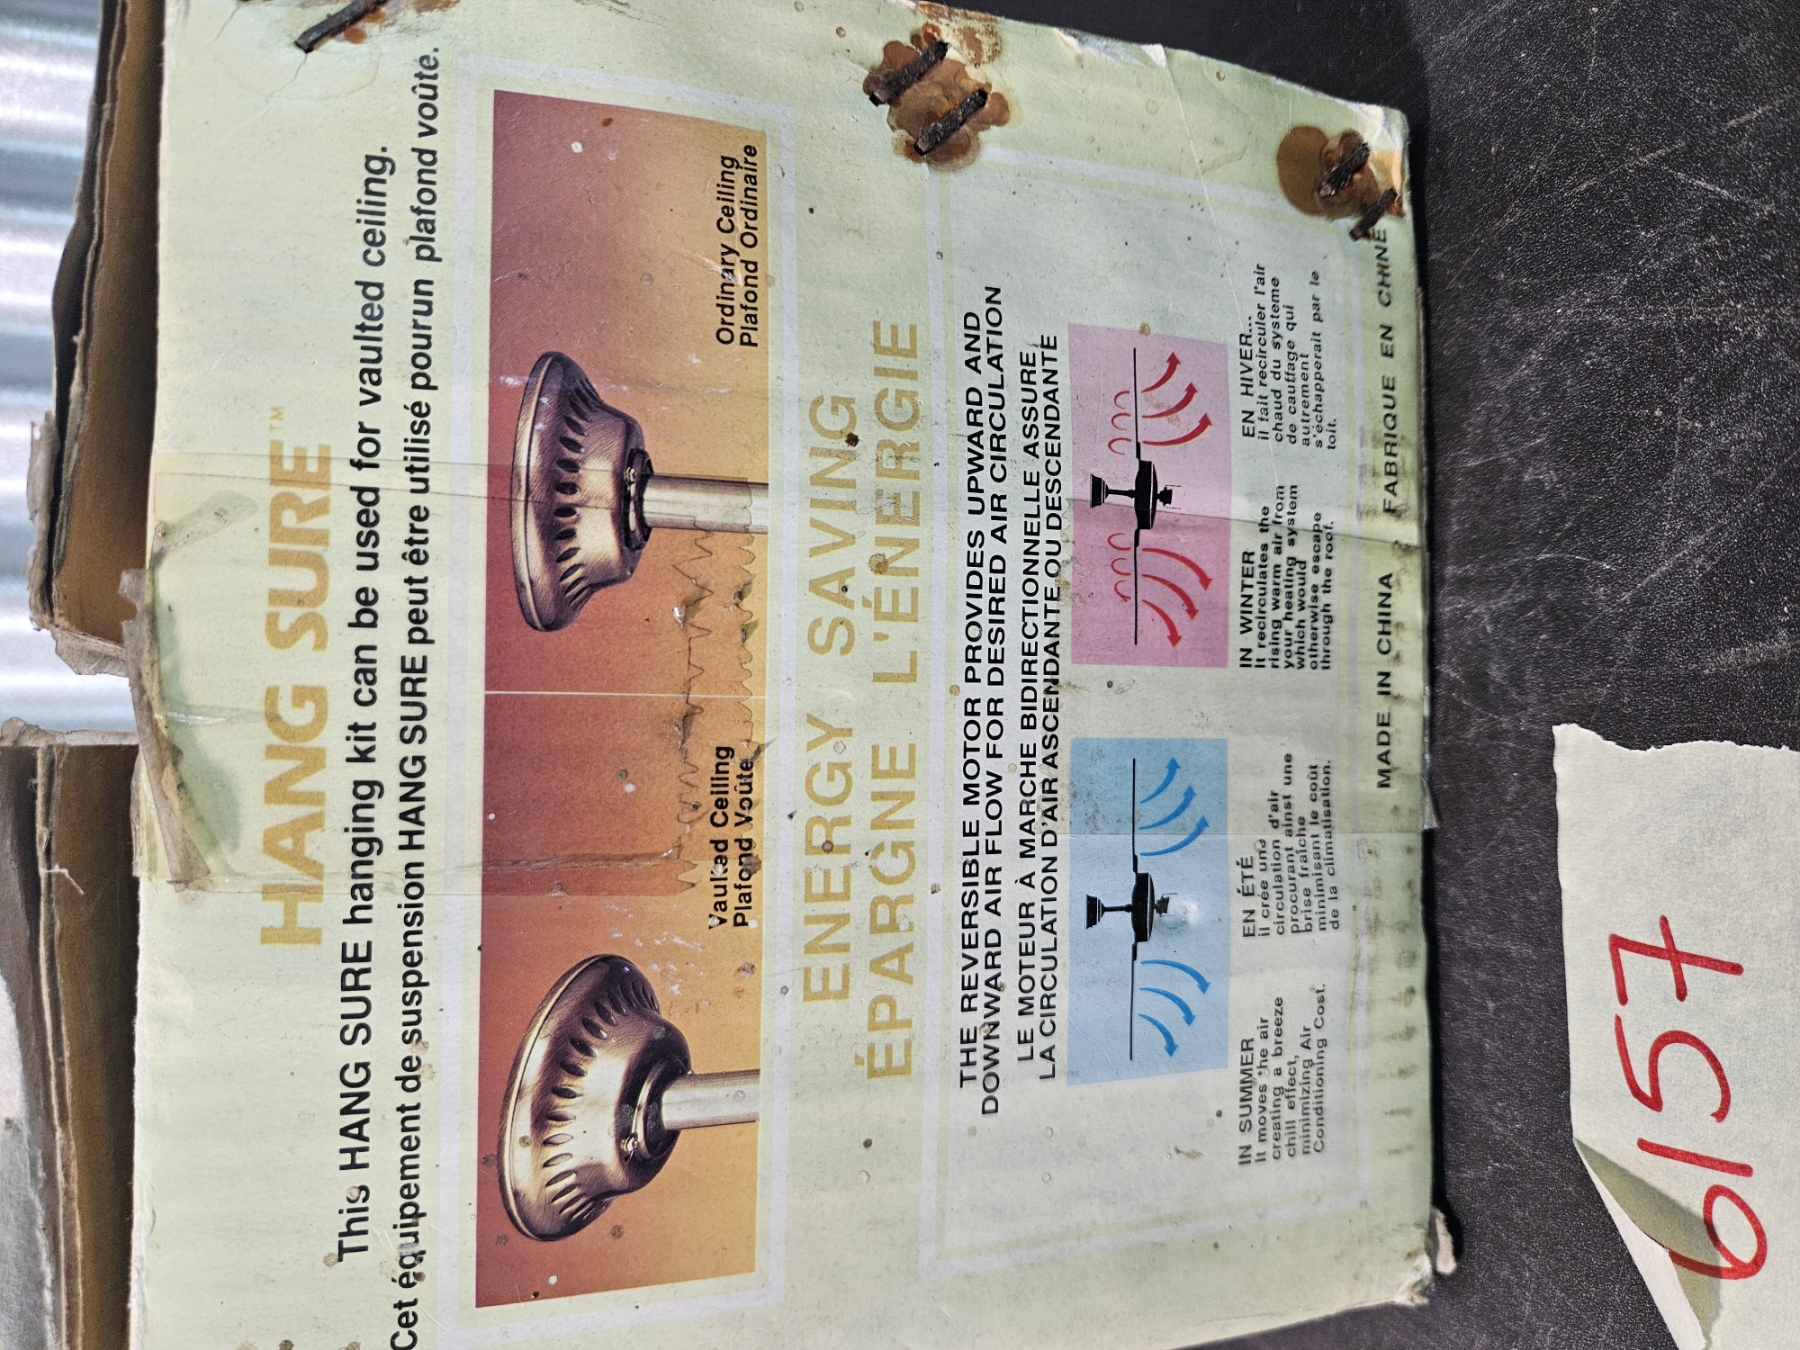 HANG SURE™
This HANG SURE hanging kit can be used for vaulted ceiling.
Cet équipement de suspension HANG SURE peut être utilisé pourun plafond voûte.
Vaulted Ceiling
Plafond Voûte
Ordinary Ceiling
Plafond Ordinaire
ENERGY SAVING
ÉPARGNE L'ÉNERGIE
THE REVERSIBLE MOTOR PROVIDES UPWARD AND
DOWNWARD AIR FLOW FOR DESIRED AIR CIRCULATION
LE MOTEUR À MARCHE BIDIRECTIONNELLE ASSURE
LA CIRCULATION D'AIR ASCENDANTE OU DESCENDANTE
IN SUMMER
It moves the air
creating a breeze
chill effect,
minimizing Air
Conditioning Cost.
EN ÉTÉ
il crée une
circulation d'air
procurant ainst une
brise fraîche
minimisant le coût
de la climatisation.
IN WINTER
It recirculates the
rising warm air from
your heating system
which would
otherwise escape
through the roof.
EN HIVER...
il fait recirculer l'air
chaud du systeme
de cauffage qui
autrement
s'échapperait par le
toit.
MADE IN CHINA FABRIQUE EN CHINE
6157